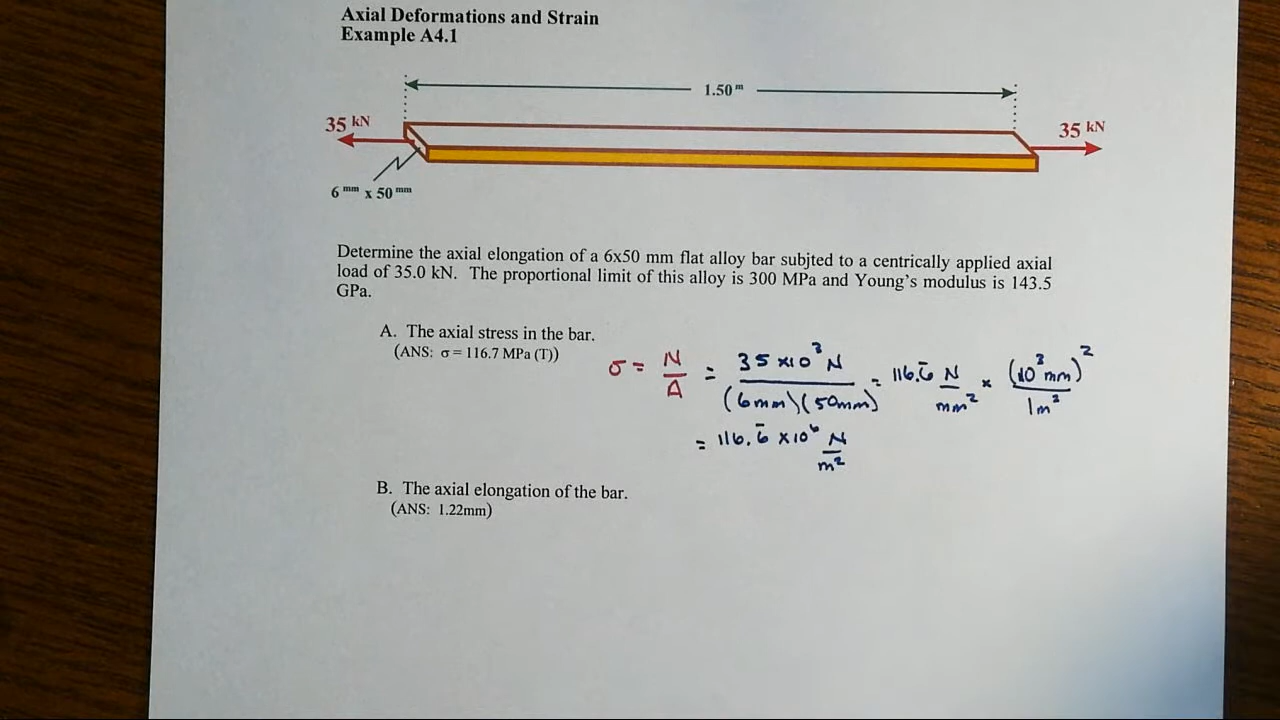 Axial Deformations and Strain
Example A4.1
1.50 m
35 kN
35 kN
6 mm x 50 mm
Determine the axial elongation of a 6x50 mm flat alloy bar subjted to a centrically applied axial
load of 35.0 kN. The proportional limit of this alloy is 300 MPa and Young's modulus is 143.5
GPa.
A. The axial stress in the bar.
(ANS: σ = 116.7 MPa (T))
σ = N/A = 35 x10³ N / (6mm)(50mm) = 116.6̅ N/mm² x (10³ mm)²/1m²
= 116.6̅ x10⁶ N/m²
B. The axial elongation of the bar.
(ANS: 1.22mm)